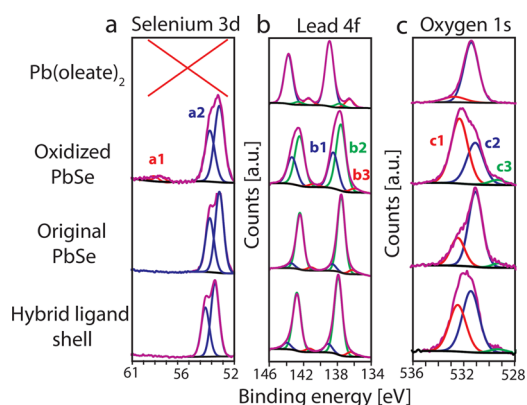 a Selenium 3d b Lead 4f c Oxygen 1s
Pb(oleate)2
Oxidized
PbSe
Original
PbSe
Hybrid ligand
shell
a1
a2
Counts [a.u.]
b1
b2
b3
Counts [a.u.]
c1
c2
c3
61 56 52 146 142 138 134 536 532 528
Binding energy [eV]